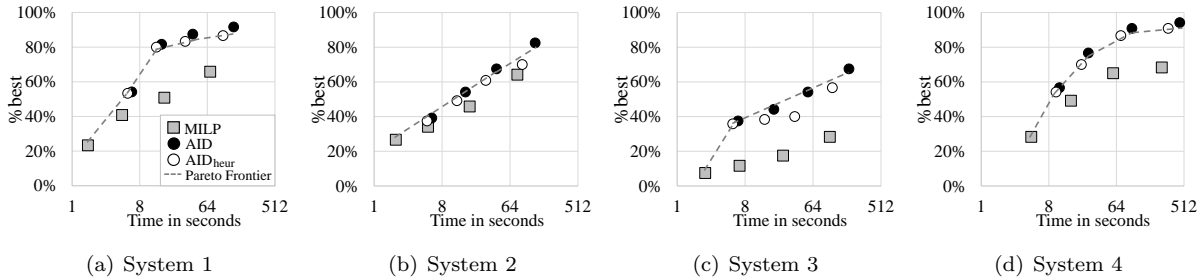 100%
80%
60%
40%
20%
0%
% best
1
8
64
512
Time in seconds
MILP
AID
AIDheur
Pareto Frontier
(a) System 1
100%
80%
60%
40%
20%
0%
% best
1
8
64
512
Time in seconds
(b) System 2
100%
80%
60%
40%
20%
0%
% best
1
8
64
512
Time in seconds
(c) System 3
100%
80%
60%
40%
20%
0%
% best
1
8
64
512
Time in seconds
(d) System 4